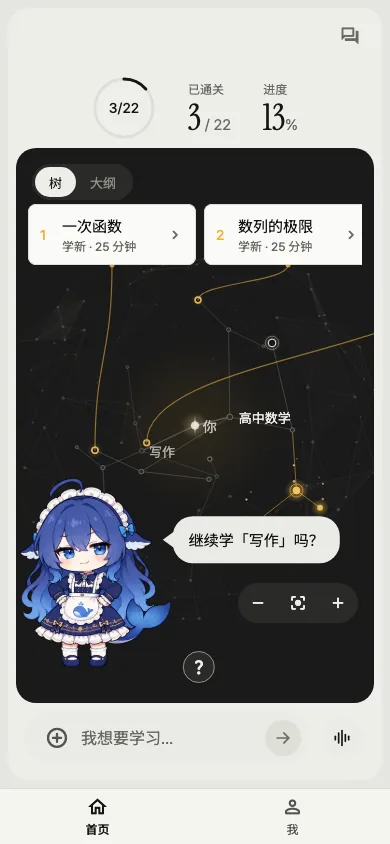 3/22
已通关
3 / 22
进度
13%
树
大纲
1
一次函数
学新 · 25 分钟
2
数列的极限
学新 · 25 分钟
你
高中数学
写作
继续学「写作」吗?
?
我想要学习...
首页
我